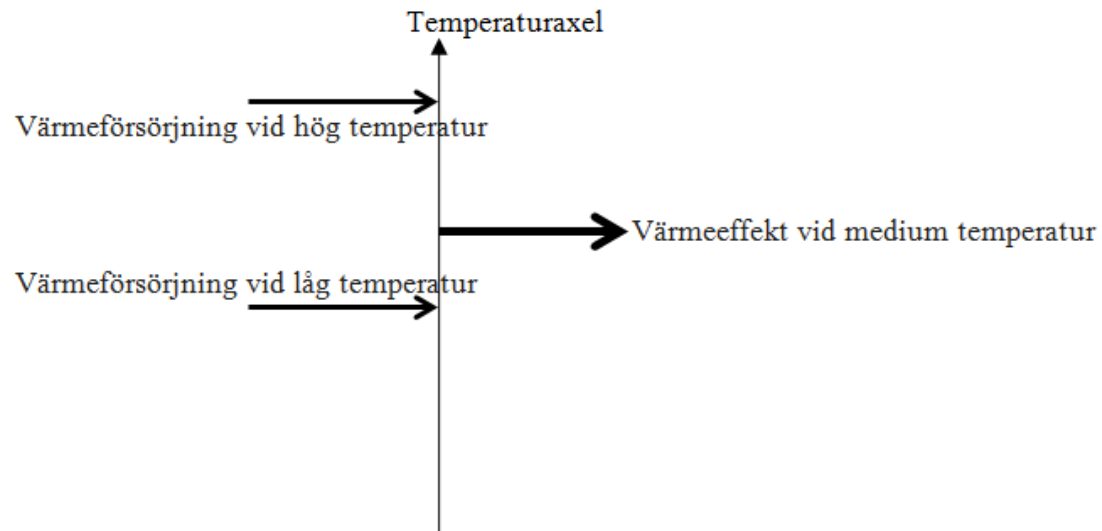 Temperaturaxel
Värmeförsörjning vid hög temperatur
Värmeeffekt vid medium temperatur
Värmeförsörjning vid låg temperatur